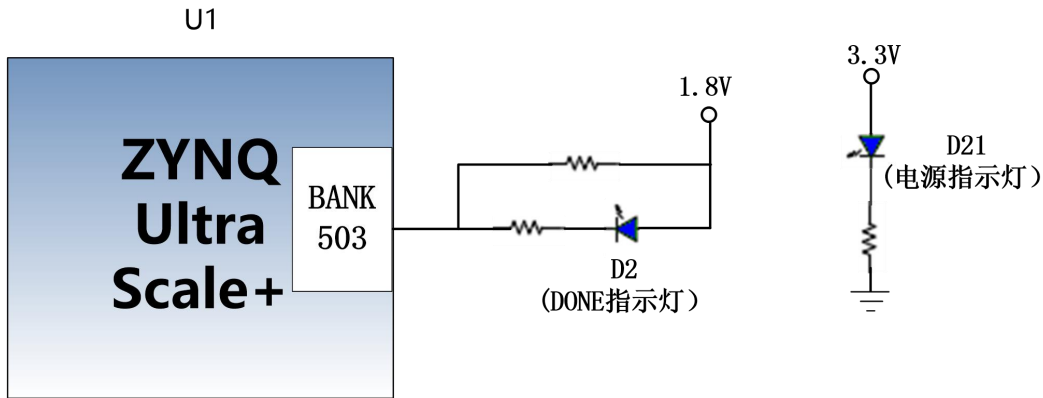 U1
ZYNQ
Ultra
Scale+
BANK
503
1.8V
D2
(DONE指示灯）
3.3V
D21
(电源指示灯）